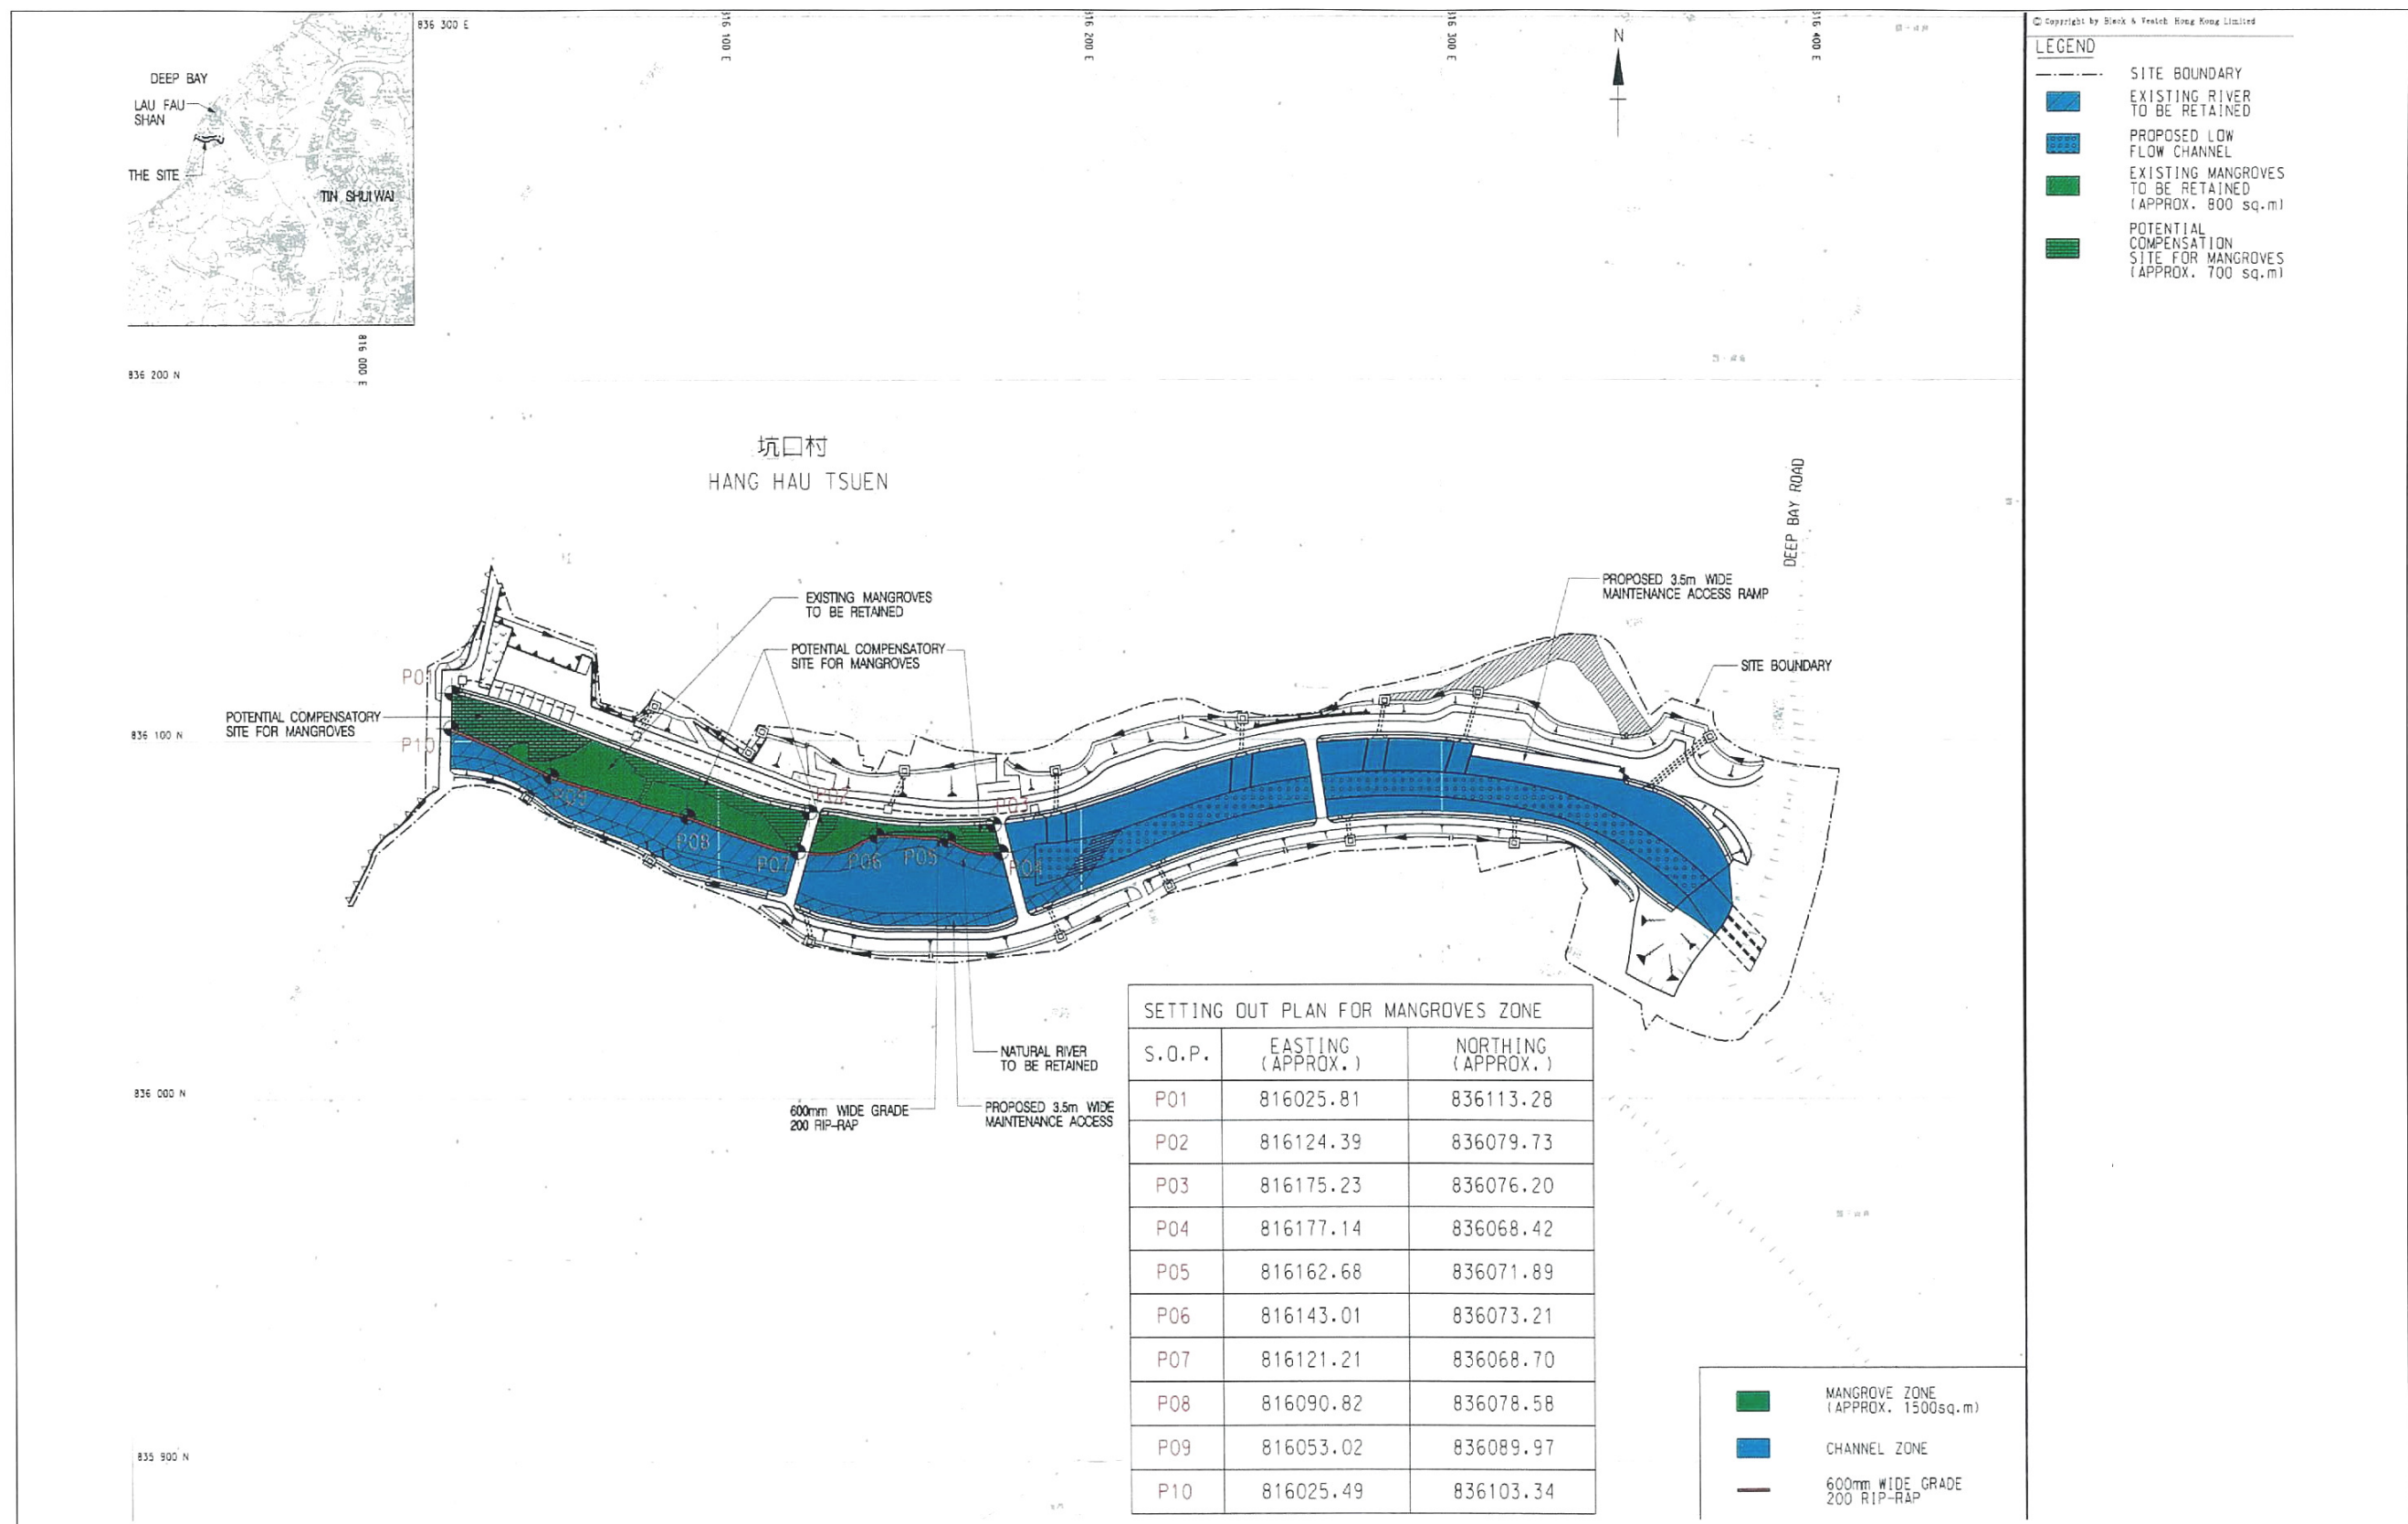 836 300 E
816 100 E
816 200 E
816 300 E
816 400 E
N
DEEP BAY
LAU FAU
SHAN
THE SITE
TIN SHUI WAI
816 000 E
836 200 N
© Copyright by Black & Veatch Hong Kong Limited
LEGEND
SITE BOUNDARY
EXISTING RIVER
TO BE RETAINED
PROPOSED LOW
FLOW CHANNEL
EXISTING MANGROVES
TO BE RETAINED
(APPROX. 800 sq.m)
POTENTIAL
COMPENSATION
SITE FOR MANGROVES
(APPROX. 700 sq.m)
坑口村
HANG HAU TSUEN
DEEP BAY ROAD
EXISTING MANGROVES
TO BE RETAINED
POTENTIAL COMPENSATORY
SITE FOR MANGROVES
PROPOSED 3.5m WIDE
MAINTENANCE ACCESS RAMP
SITE BOUNDARY
P01
POTENTIAL COMPENSATORY
SITE FOR MANGROVES
836 100 N
P10
P09
P02
P03
P08
P07
P06
P05
P04
NATURAL RIVER
TO BE RETAINED
836 000 N
600mm WIDE GRADE
200 RIP-RAP
PROPOSED 3.5m WIDE
MAINTENANCE ACCESS
SETTING OUT PLAN FOR MANGROVES ZONE
S.O.P. EASTING (APPROX.) NORTHING (APPROX.)
P01 816025.81 836113.28
P02 816124.39 836079.73
P03 816175.23 836076.20
P04 816177.14 836068.42
P05 816162.68 836071.89
P06 816143.01 836073.21
P07 816121.21 836068.70
P08 816090.82 836078.58
P09 816053.02 836089.97
P10 816025.49 836103.34
835 900 N
MANGROVE ZONE
(APPROX. 1500sq.m)
CHANNEL ZONE
600mm WIDE GRADE
200 RIP-RAP